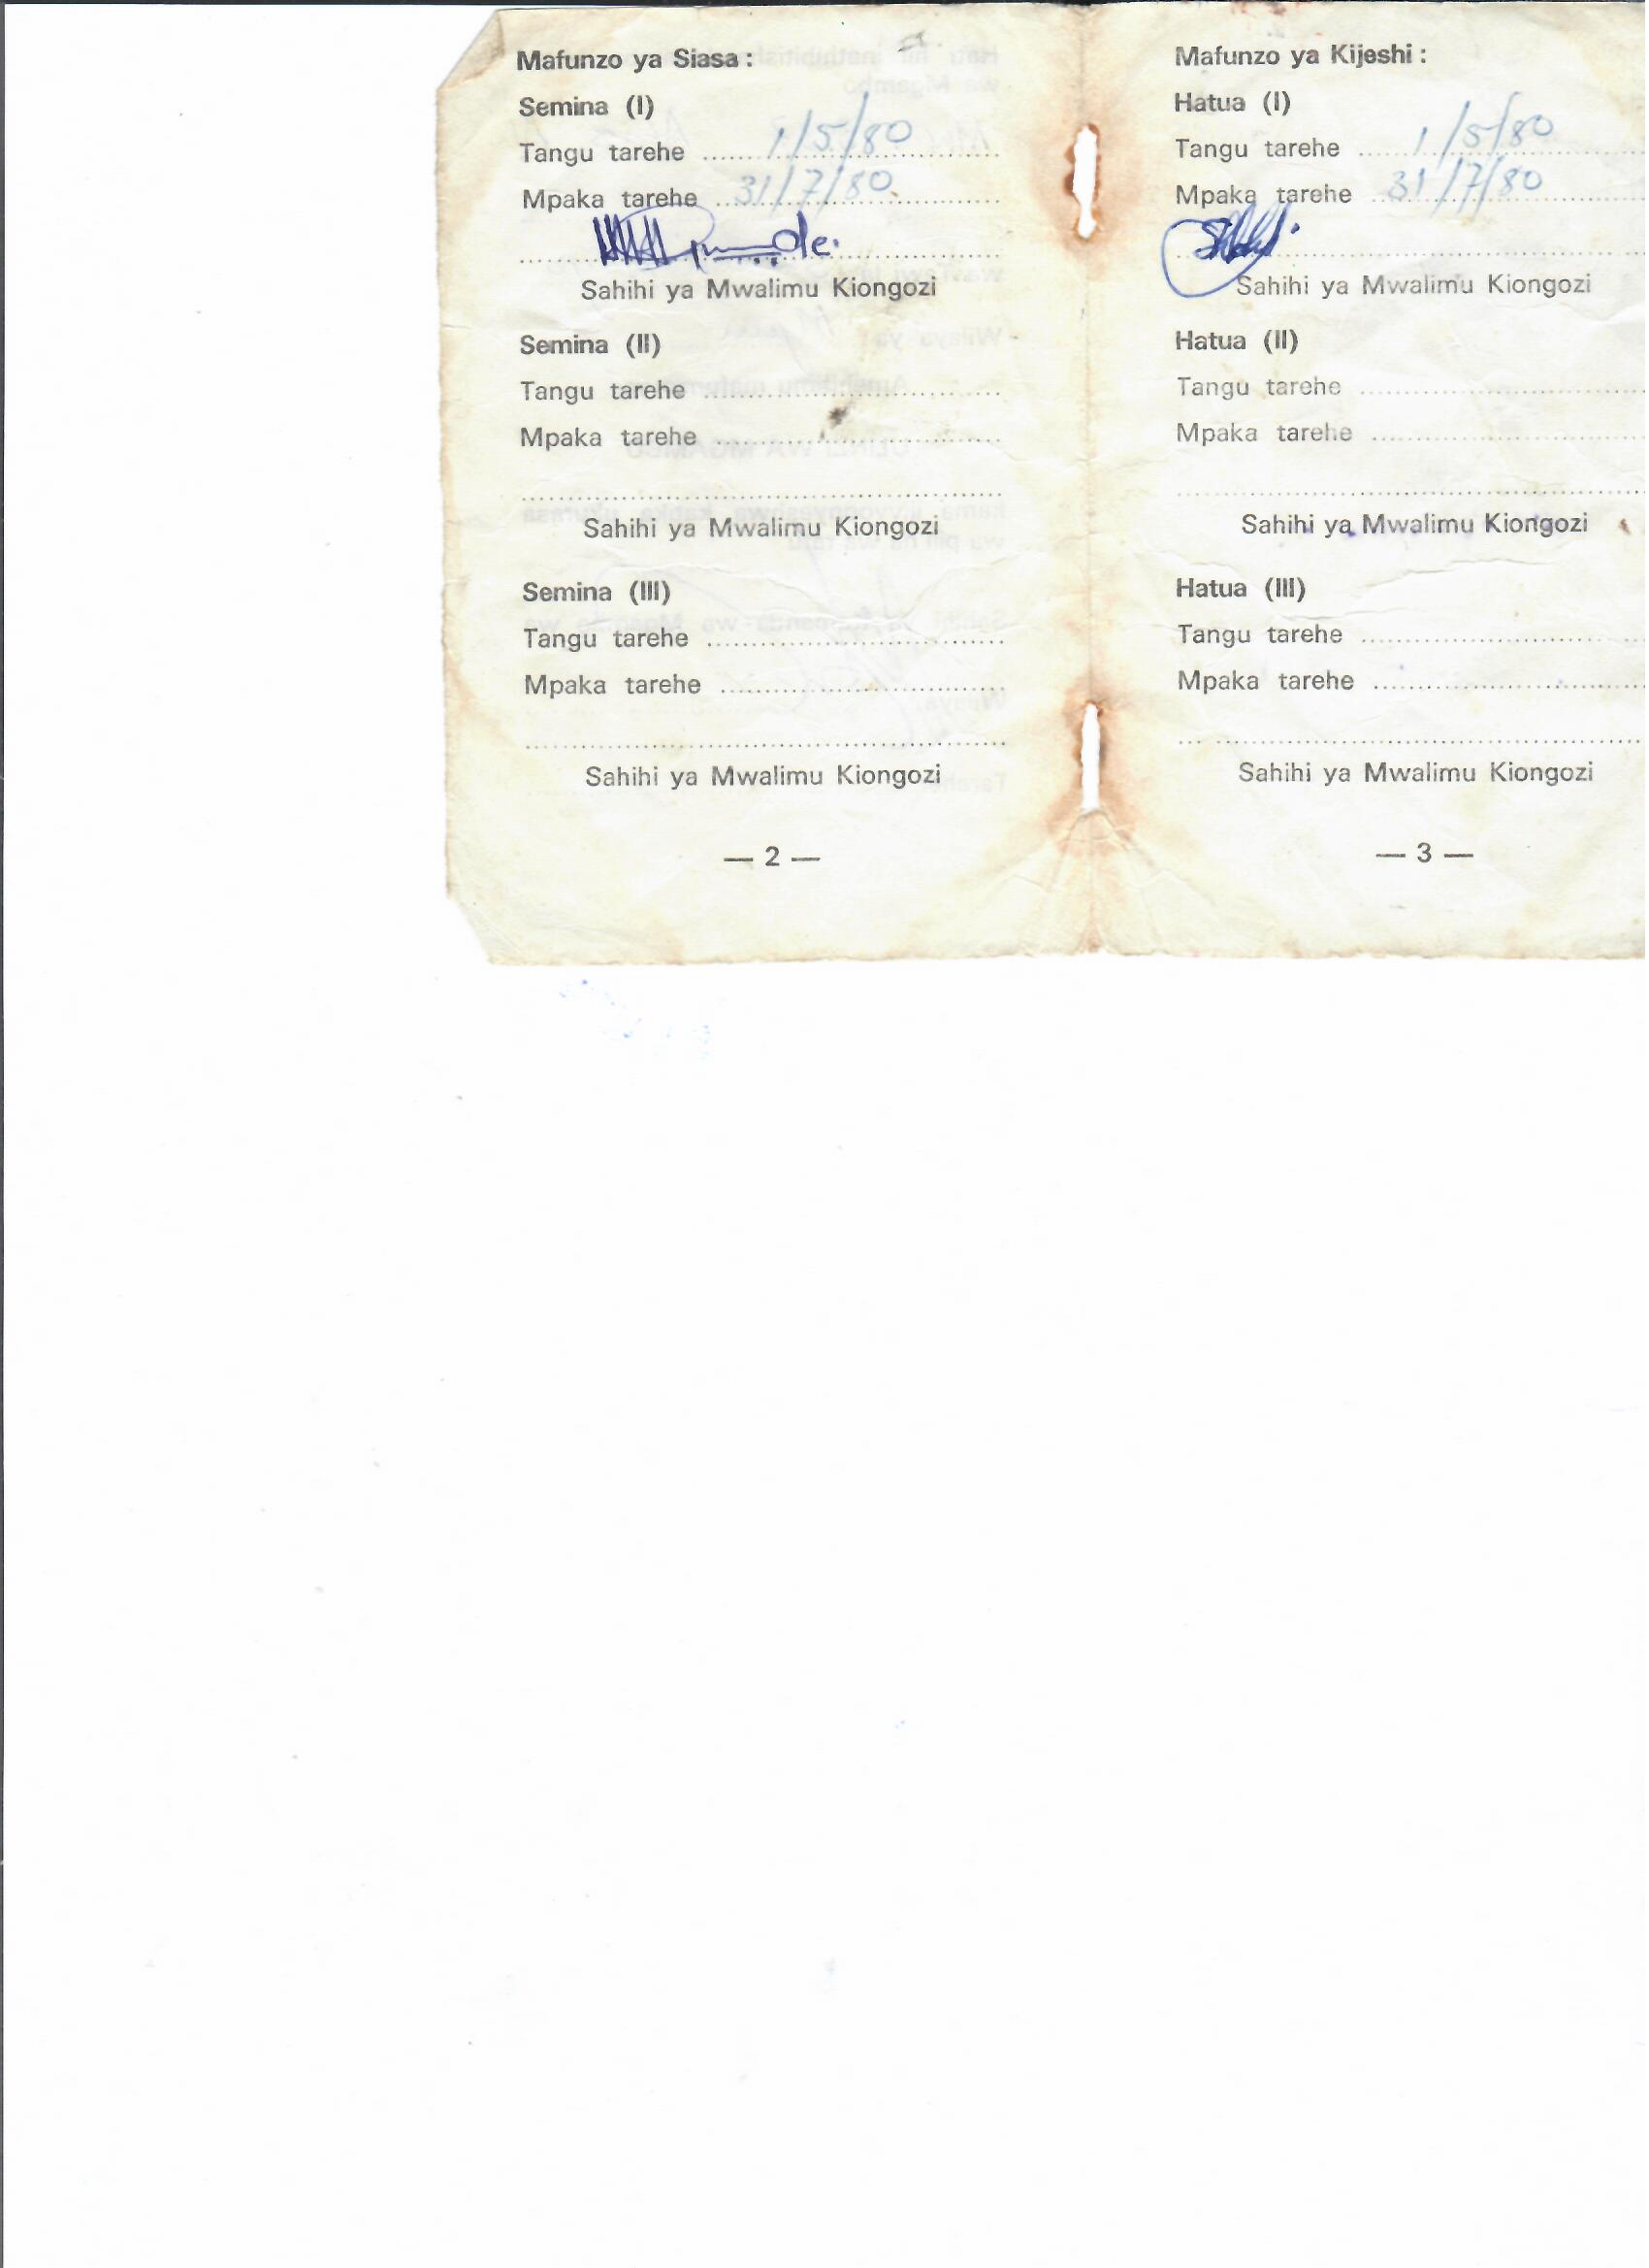 Mafunzo ya Siasa :
Semina (I)
Tangu tarehe ........ 1/5/80
Mpaka tarehe ... 31/7/80
Sahihi ya Mwalimu Kiongozi
Semina (II)
Tangu tarehe ........................................
Mpaka tarehe ......................................
............................................................
Sahihi ya Mwalimu Kiongozi
Semina (III)
Tangu tarehe ........................................
Mpaka tarehe ......................................
............................................................
Sahihi ya Mwalimu Kiongozi
— 2 —
Mafunzo ya Kijeshi :
Hatua (I)
Tangu tarehe ........ 1/5/80
Mpaka tarehe ... 31/7/80
Sahihi ya Mwalimu Kiongozi
Hatua (II)
Tangu tarehe ........................................
Mpaka tarehe ......................................
............................................................
Sahihi ya Mwalimu Kiongozi
Hatua (III)
Tangu tarehe ........................................
Mpaka tarehe ......................................
............................................................
Sahihi ya Mwalimu Kiongozi
— 3 —